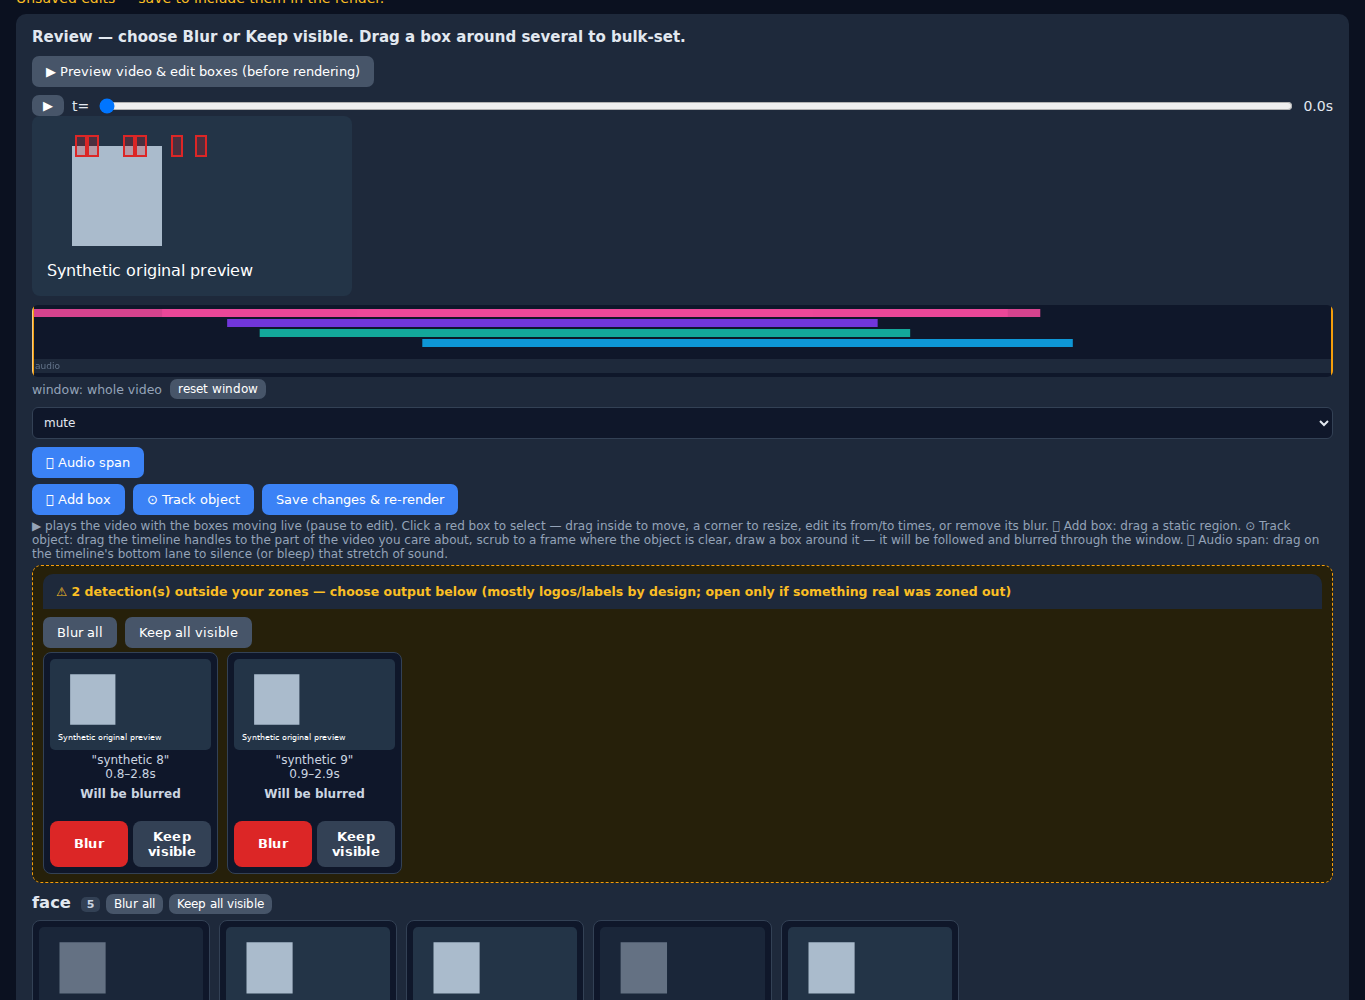 Unsaved edits — save to include them in the render.
Review — choose Blur or Keep visible. Drag a box around several to bulk-set.
▶ Preview video & edit boxes (before rendering)
▶ t= 0.0s
Synthetic original preview
audio
window: whole video reset window
mute
Audio span
Add box ⊙ Track object Save changes & re-render
▶ plays the video with the boxes moving live (pause to edit). Click a red box to select — drag inside to move, a corner to resize, edit its from/to times, or remove its blur. Add box: drag a static region. ⊙ Track
object: drag the timeline handles to the part of the video you care about, scrub to a frame where the object is clear, draw a box around it — it will be followed and blurred through the window. Audio span: drag on
the timeline's bottom lane to silence (or bleep) that stretch of sound.
⚠ 2 detection(s) outside your zones — choose output below (mostly logos/labels by design; open only if something real was zoned out)
Blur all Keep all visible
Synthetic original preview Synthetic original preview
"synthetic 8" "synthetic 9"
0.8–2.8s 0.9–2.9s
Will be blurred Will be blurred
Blur Keep visible Blur Keep visible
face 5 Blur all Keep all visible